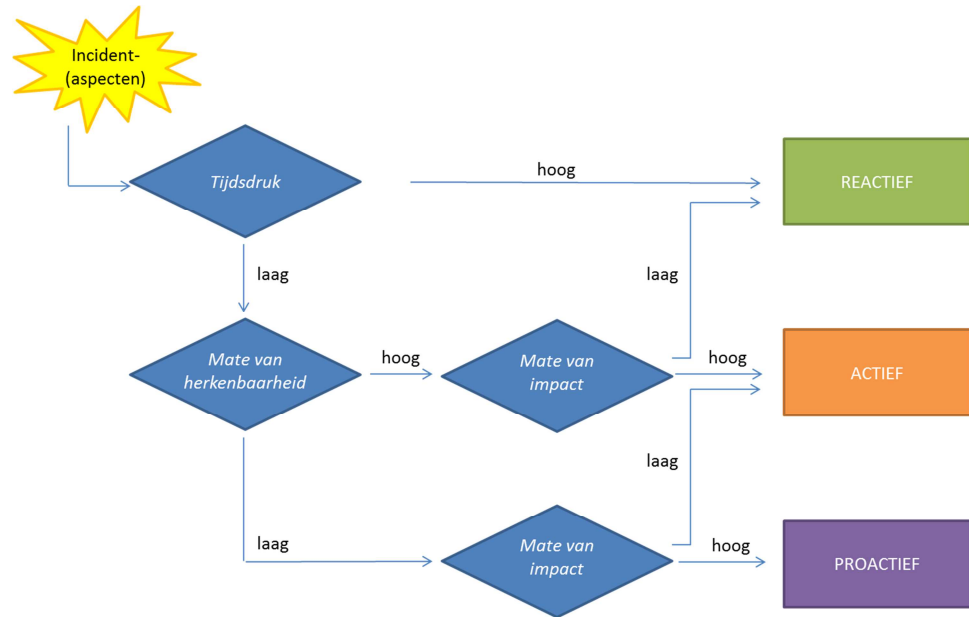 Incident-
(aspecten)
Tijdsdruk
hoog
REACTIEF
laag
laag
Mate van
herkenbaarheid
hoog
Mate van
impact
hoog
ACTIEF
laag
laag
Mate van
impact
hoog
PROACTIEF